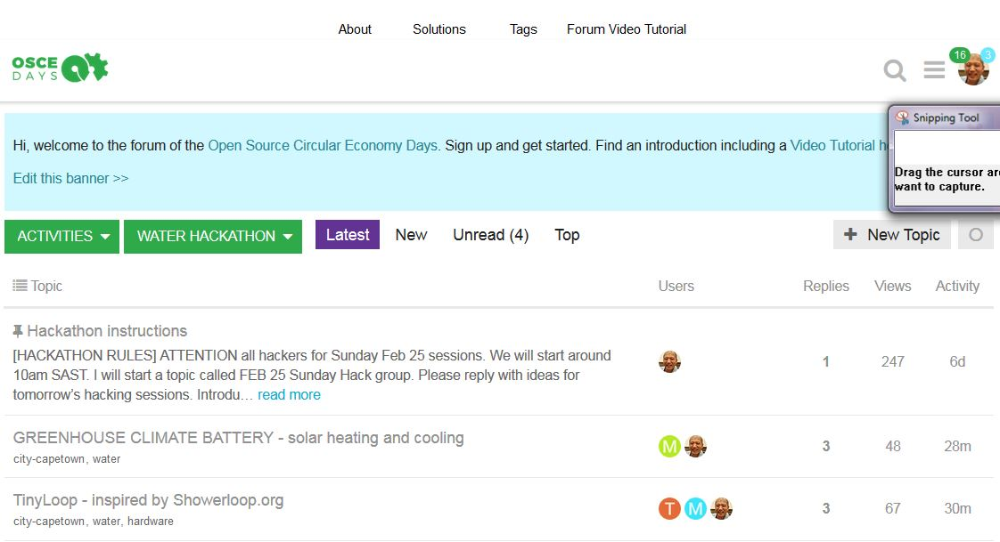 About Solutions Tags Forum Video Tutorial
OSCE
DAYS
16 3
Snipping Tool
Hi, welcome to the forum of the Open Source Circular Economy Days. Sign up and get started. Find an introduction including a Video Tutorial
Drag the cursor
want to capture.
Edit this banner >>
ACTIVITIES WATER HACKATHON Latest New Unread (4) Top + New Topic
Topic Users Replies Views Activity
Hackathon instructions
[HACKATHON RULES] ATTENTION all hackers for Sunday Feb 25 sessions. We will start around
10am SAST. I will start a topic called FEB 25 Sunday Hack group. Please reply with ideas for
tomorrow's hacking sessions. Introdu… read more
1 247 6d
GREENHOUSE CLIMATE BATTERY - solar heating and cooling
city-capetown, water
M 3 48 28m
TinyLoop - inspired by Showerloop.org
city-capetown, water, hardware
T M 3 67 30m